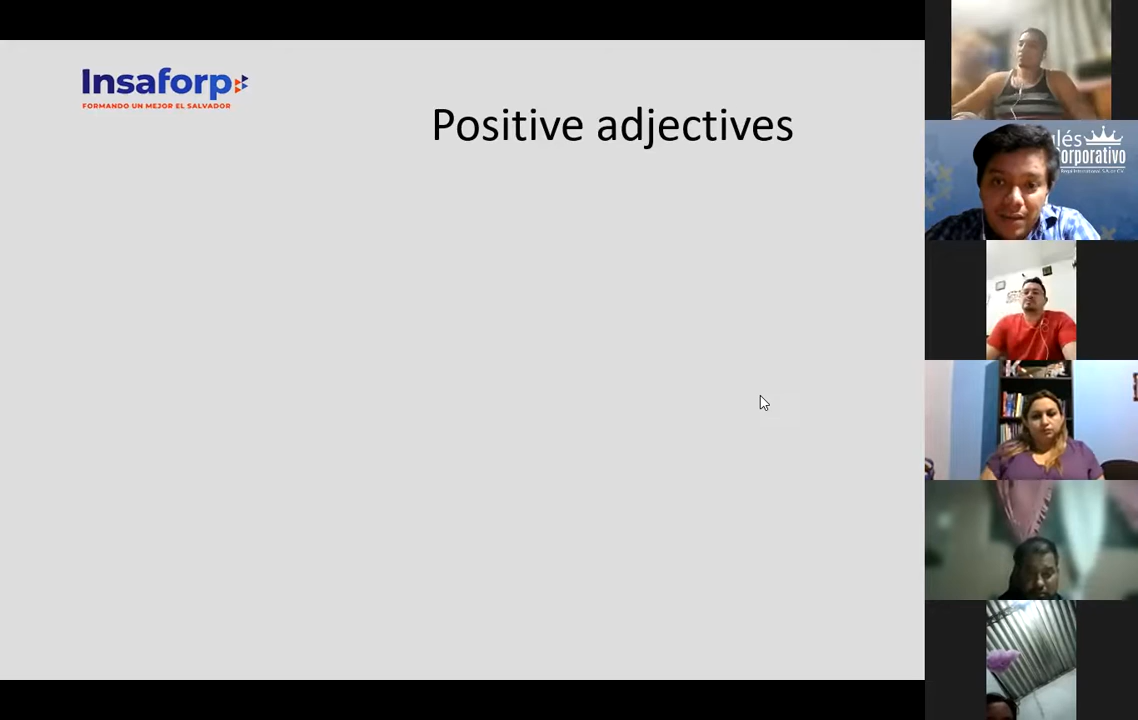 Insaforp
FORMANDO UN MEJOR EL SALVADOR
Positive adjectives
lés
orporativo